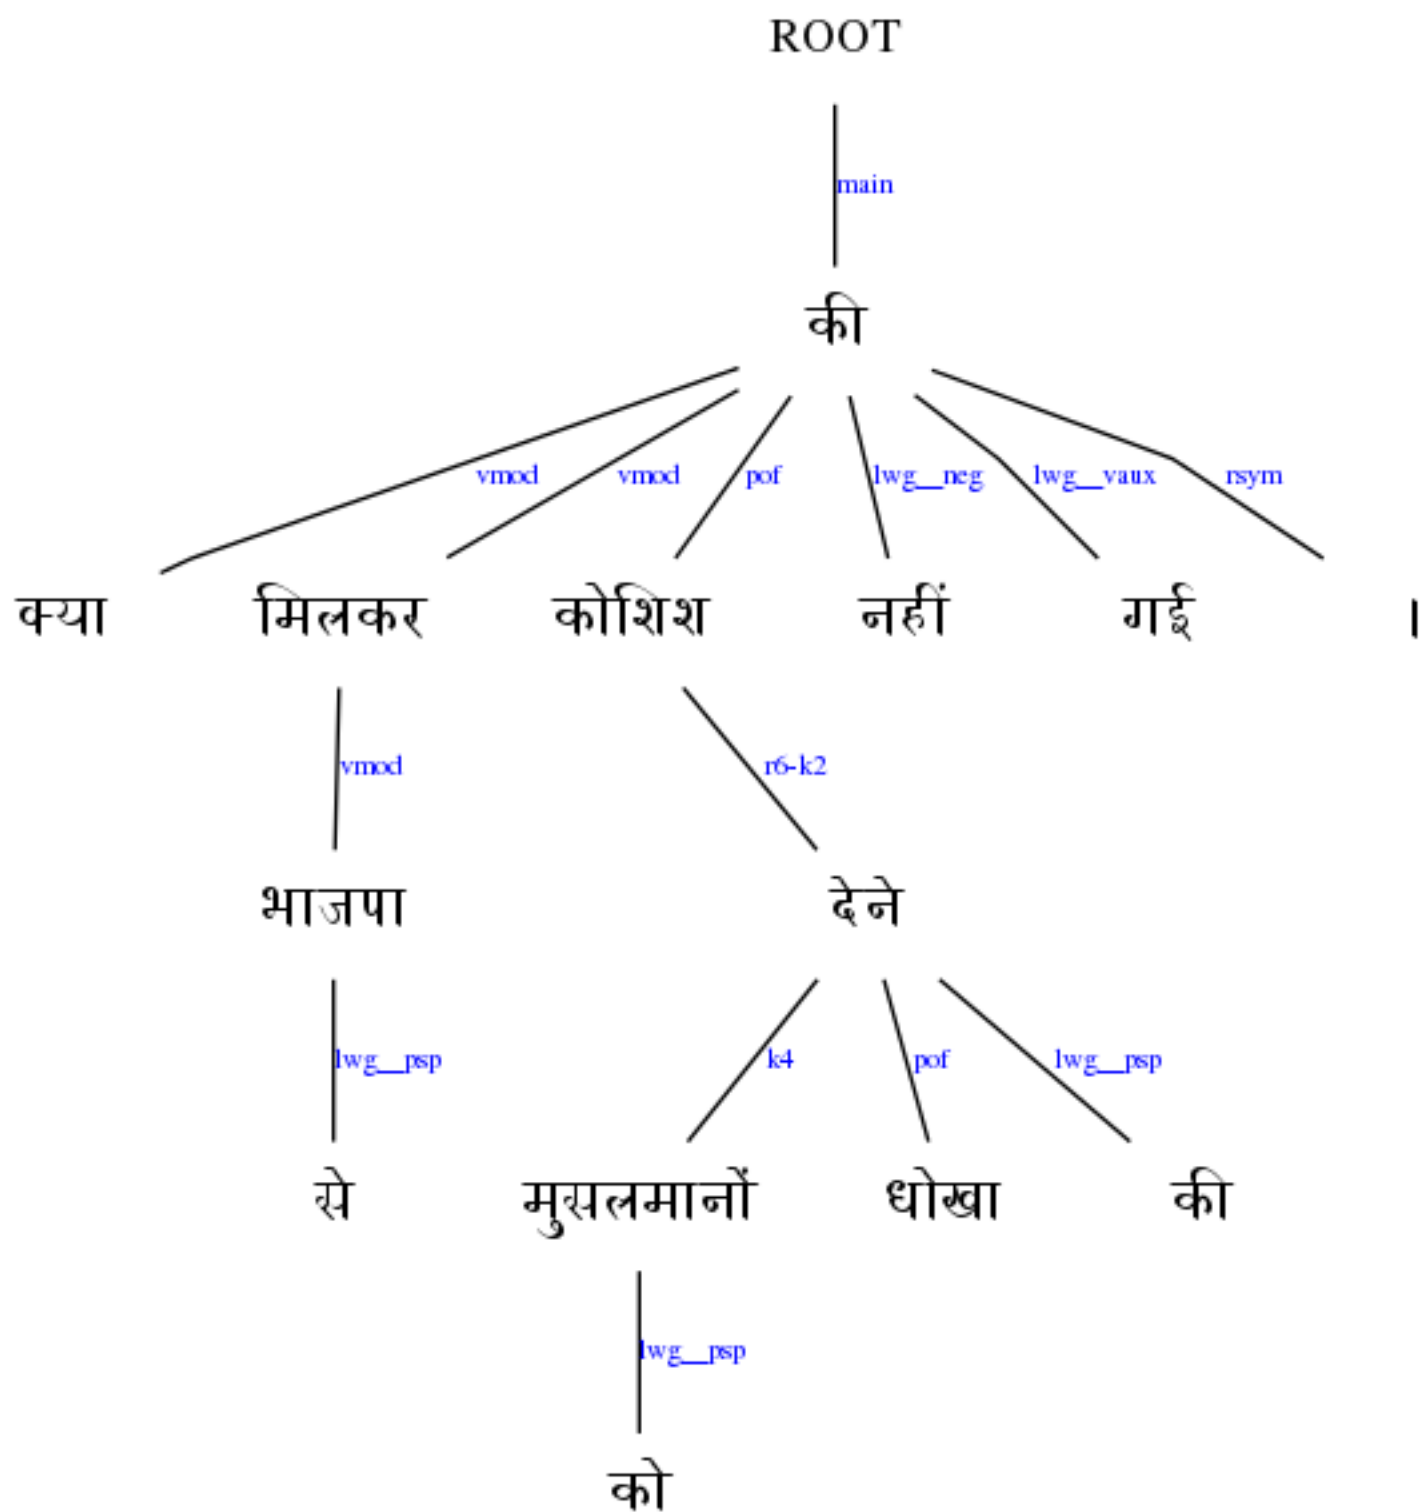 ROOT
main
की
vmod vmod pof lwg__neg lwg__vaux rsym
क्या मिलकर कोशिश नहीं गई ।
vmod r6-k2
भाजपा देने
lwg__psp k4 pof lwg__psp
से मुसलमानों धोखा की
lwg__psp
को